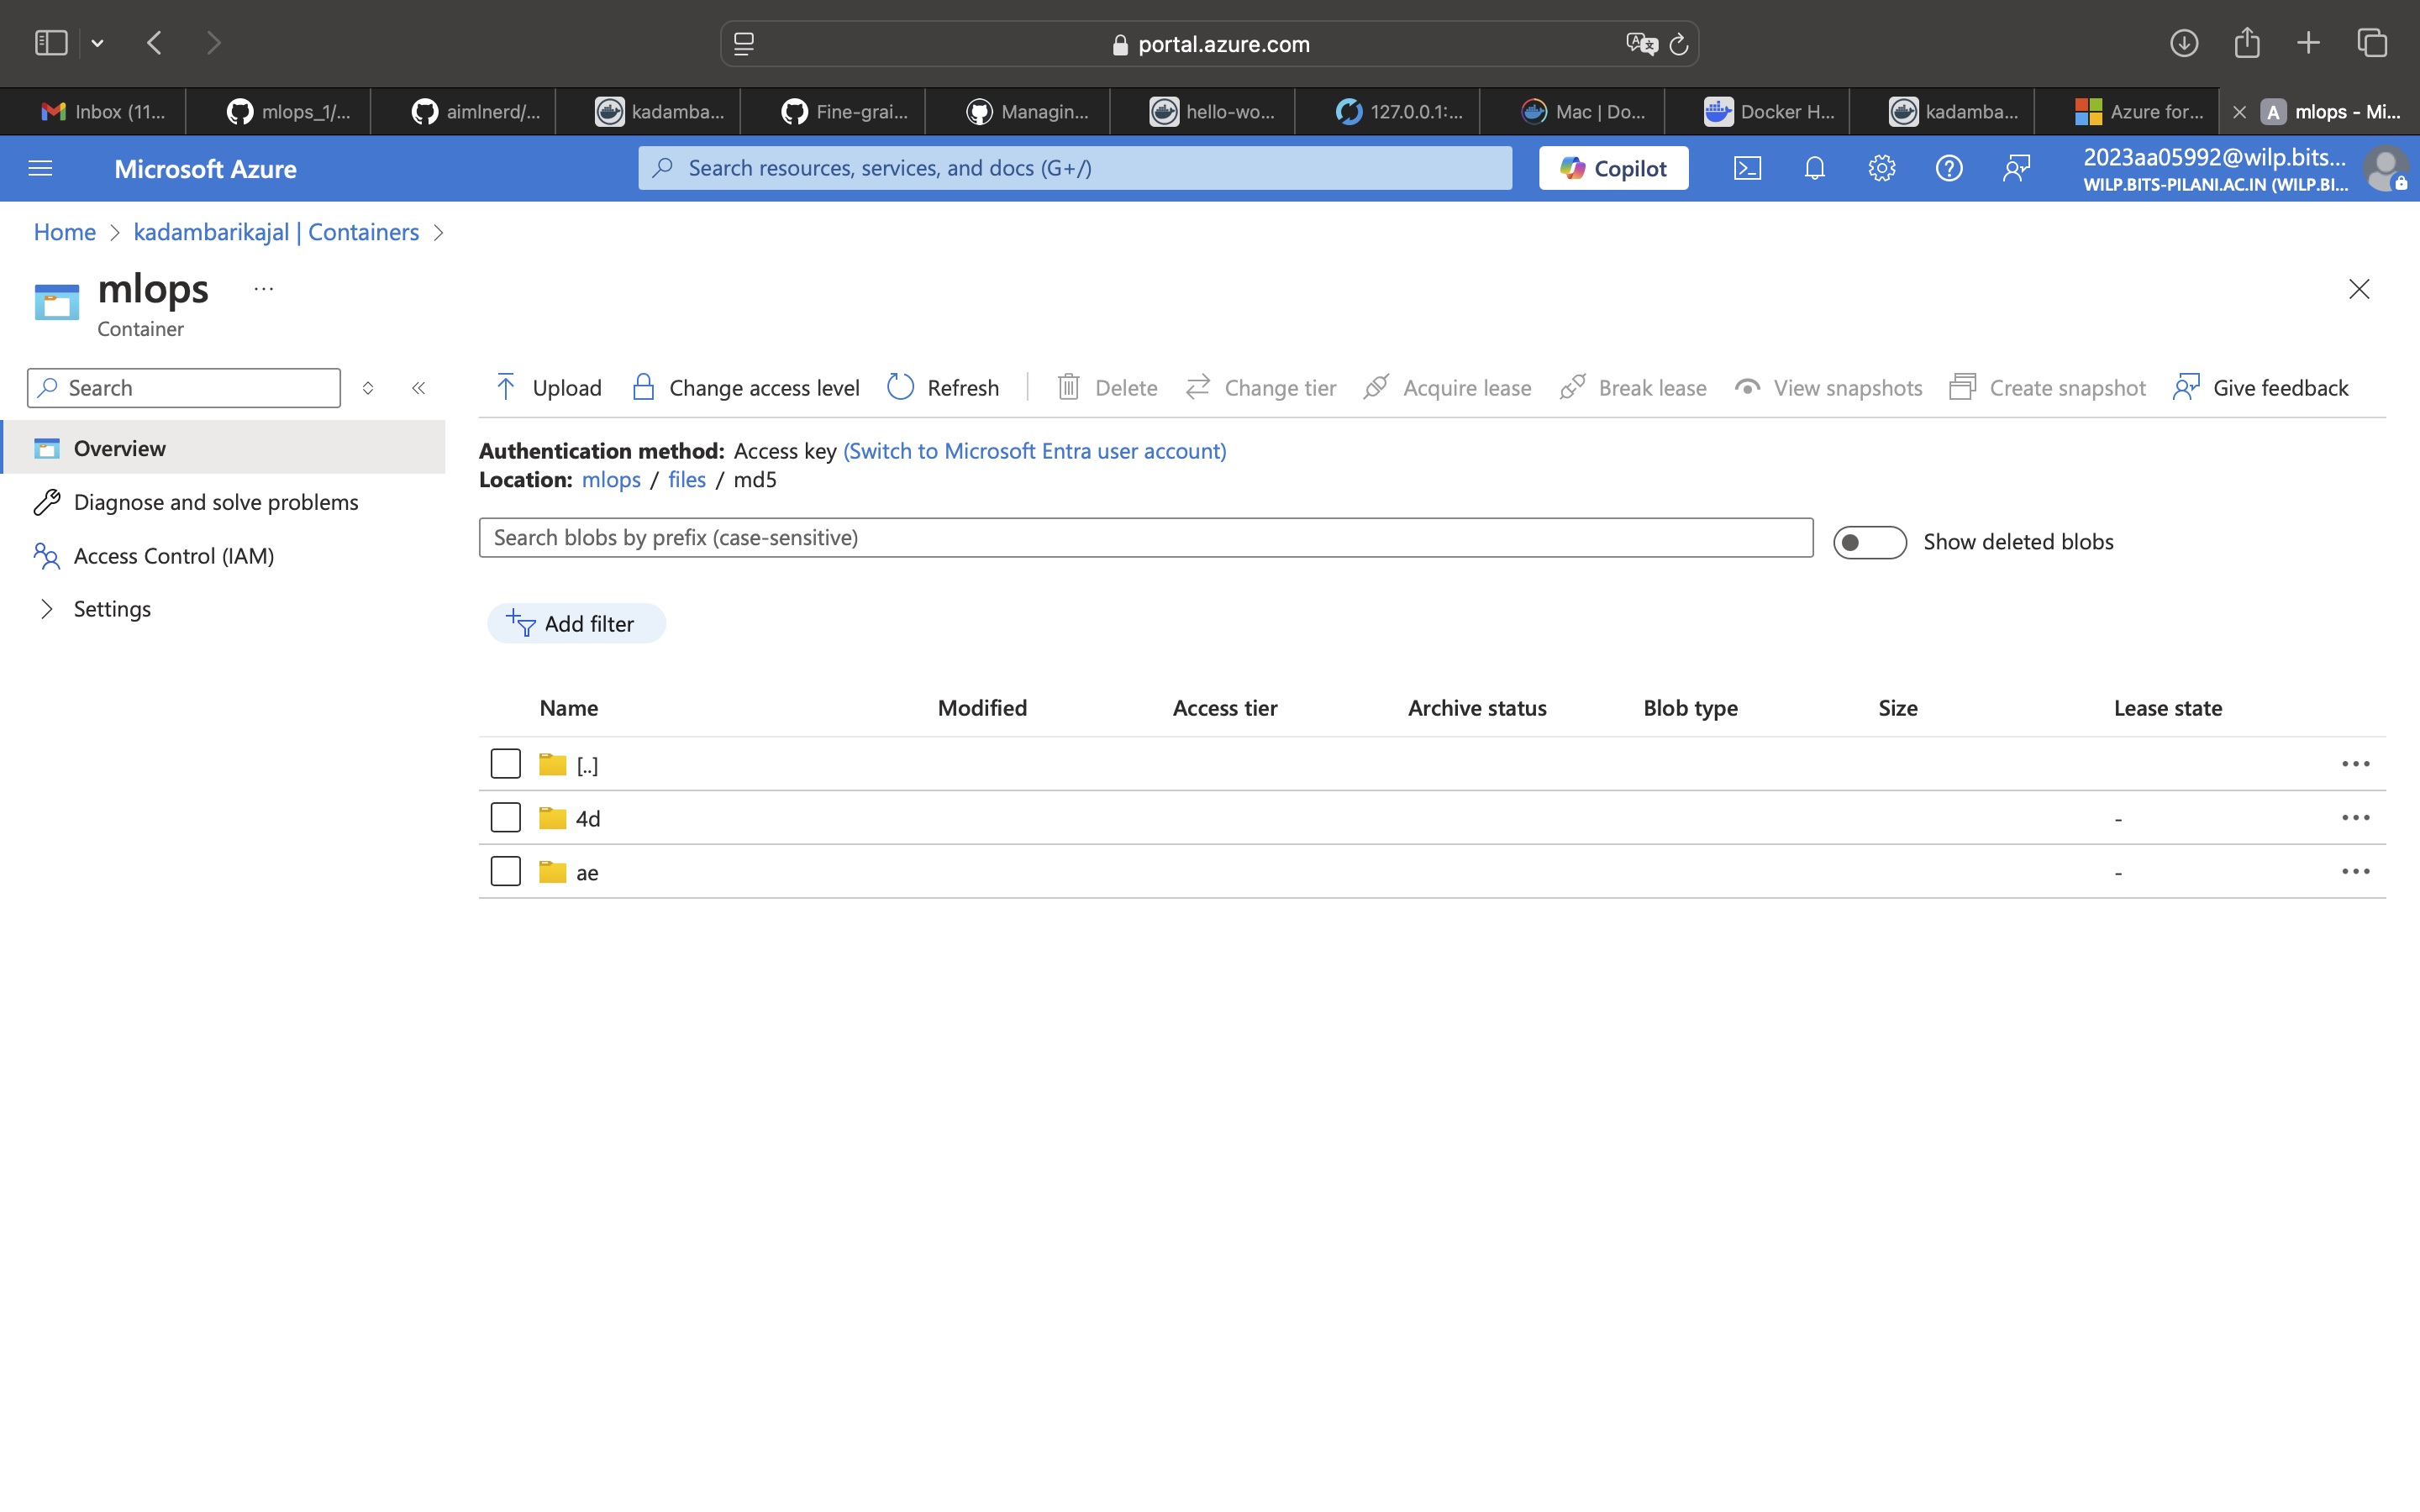 portal.azure.com
Inbox (11...
mlops_1/...
aimlnerd/...
kadamba...
Fine-grai...
Managin...
hello-wo...
127.0.0.1:...
Mac | Do...
Docker H...
kadamba...
Azure for...
A mlops - Mi...
Microsoft Azure
Search resources, services, and docs (G+/)
Copilot
2023aa05992@wilp.bits...
WILP.BITS-PILANI.AC.IN (WILP.BI...
Home > kadambarikajal | Containers >
mlops ...
Container
Search
Overview
Diagnose and solve problems
Access Control (IAM)
Settings
Upload Change access level Refresh Delete Change tier Acquire lease Break lease View snapshots Create snapshot Give feedback
Authentication method: Access key (Switch to Microsoft Entra user account)
Location: mlops / files / md5
Search blobs by prefix (case-sensitive)
Show deleted blobs
Add filter
Name Modified Access tier Archive status Blob type Size Lease state
[..]
4d -
ae -